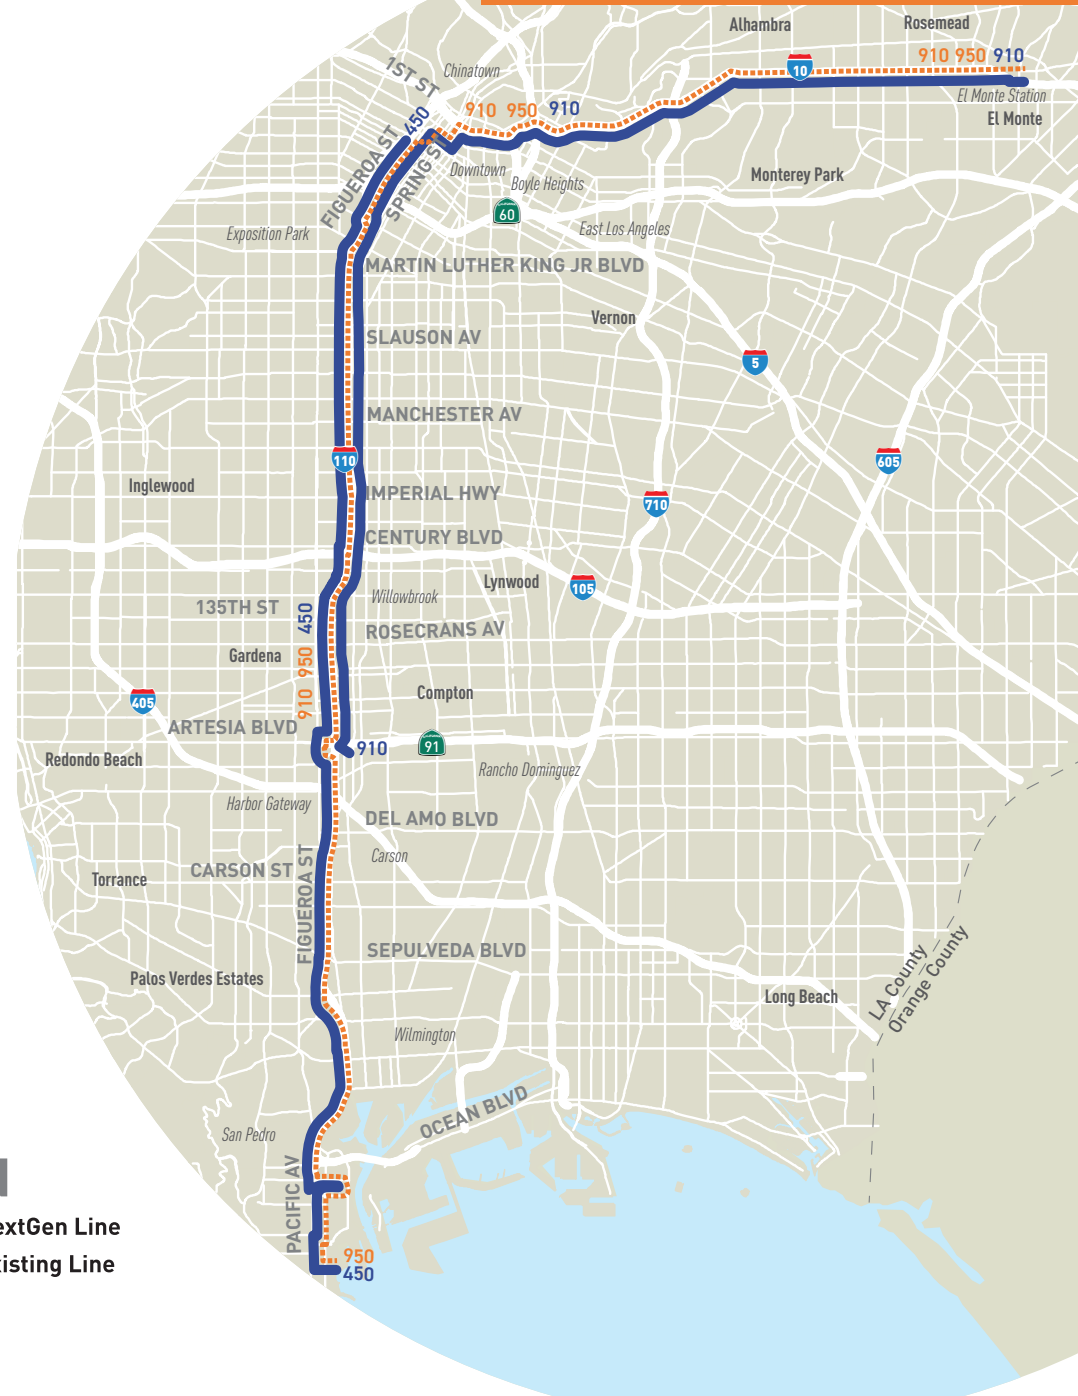 Alhambra
Rosemead
910 950 910
10
El Monte Station
El Monte
1ST ST
Chinatown
450
910 950 910
FIGUEROA ST
SPRING ST
Downtown
Boyle Heights
Monterey Park
60
Exposition Park
East Los Angeles
MARTIN LUTHER KING JR BLVD
Vernon
SLAUSON AV
5
MANCHESTER AV
110
605
Inglewood
IMPERIAL HWY
710
CENTURY BLVD
Lynwood
105
135TH ST
450
Willowbrook
ROSECRANS AV
Gardena
910 950
Compton
405
ARTESIA BLVD
910
91
Redondo Beach
Rancho Dominguez
Harbor Gateway
DEL AMO BLVD
Carson
CARSON ST
Torrance
FIGUEROA ST
SEPULVEDA BLVD
Palos Verdes Estates
Long Beach
LA County
Orange County
Wilmington
OCEAN BLVD
San Pedro
PACIFIC AV
extGen Line
xisting Line
950
450